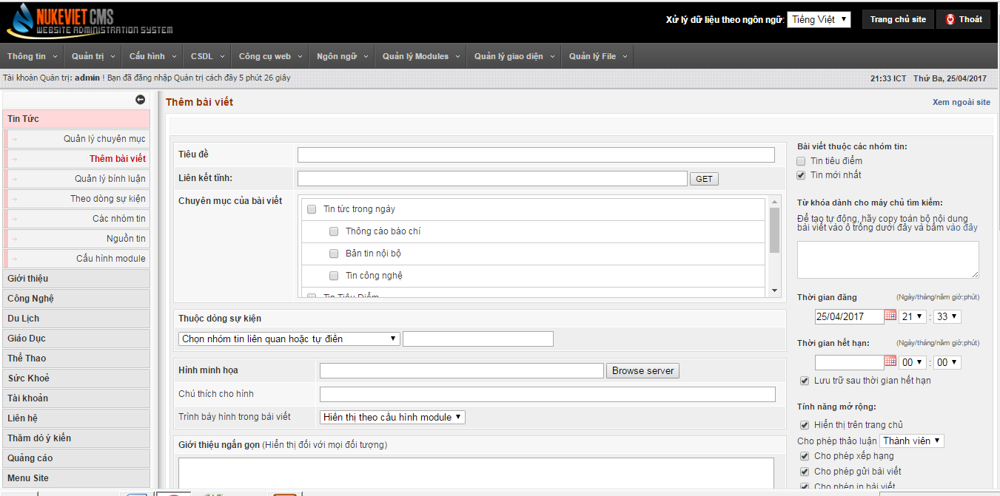 NUKEVIET CMS
WEBSITE ADMINISTRATION SYSTEM
Xử lý dữ liệu theo ngôn ngữ: Tiếng Việt Trang chủ site Thoát
Thông tin Quản trị Cấu hình CSDL Công cụ web Ngôn ngữ Quản lý Modules Quản lý giao diện Quản lý File
Tài khoản Quản trị: admin ! Bạn đã đăng nhập Quản trị cách đây 5 phút 26 giây
21:33 ICT Thứ Ba, 25/04/2017
Tin Tức
Quản lý chuyên mục
Thêm bài viết
Quản lý bình luận
Theo dòng sự kiện
Các nhóm tin
Nguồn tin
Cấu hình module
Giới thiệu
Công Nghệ
Du Lịch
Giáo Dục
Thể Thao
Sức Khoẻ
Tài khoản
Liên hệ
Thăm dò ý kiến
Quảng cáo
Menu Site
Thêm bài viết
Xem ngoài site
Tiêu đề
Liên kết tĩnh: GET
Chuyên mục của bài viết
Tin tức trong ngày
Thông cáo báo chí
Bản tin nội bộ
Tin công nghệ
Tin Tiêu Điểm
Thuộc dòng sự kiện
Chọn nhóm tin liên quan hoặc tự điền
Hình minh họa Browse server
Chú thích cho hình
Trình bày hình trong bài viết Hiển thị theo cấu hình module
Giới thiệu ngắn gọn (Hiển thị đối với mọi đối tượng)
Bài viết thuộc các nhóm tin:
Tin tiêu điểm
Tin mới nhất
Từ khóa dành cho máy chủ tìm kiếm:
Để tạo tự động, hãy copy toàn bộ nội dung
bài viết vào ô trống dưới đây và bấm vào đây
Thời gian đăng (Ngày/tháng/năm giờ:phút)
25/04/2017 21 : 33
Thời gian hết hạn: (Ngày/tháng/năm giờ:phút)
00 : 00
Lưu trữ sau thời gian hết hạn
Tính năng mở rộng:
Hiển thị trên trang chủ
Cho phép thảo luận Thành viên
Cho phép xếp hạng
Cho phép gửi bài viết
Cho phép in bài viết